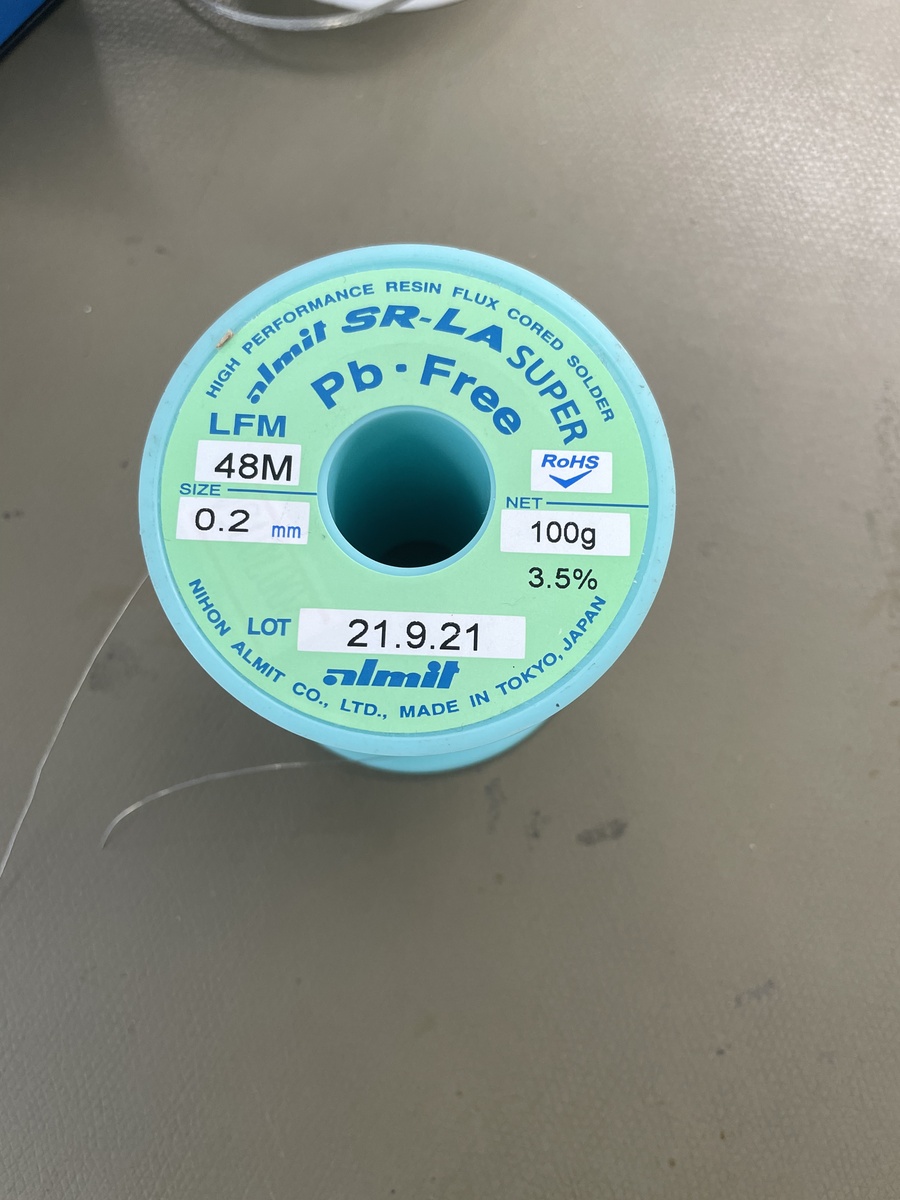 HIGH PERFORMANCE RESIN FLUX CORED SOLDER
almit SR-LA SUPER
Pb・Free
LFM
48M
RoHS
SIZE
0.2 mm
NET
100g
3.5%
LOT
21.9.21
almit
NIHON ALMIT CO., LTD., MADE IN TOKYO, JAPAN